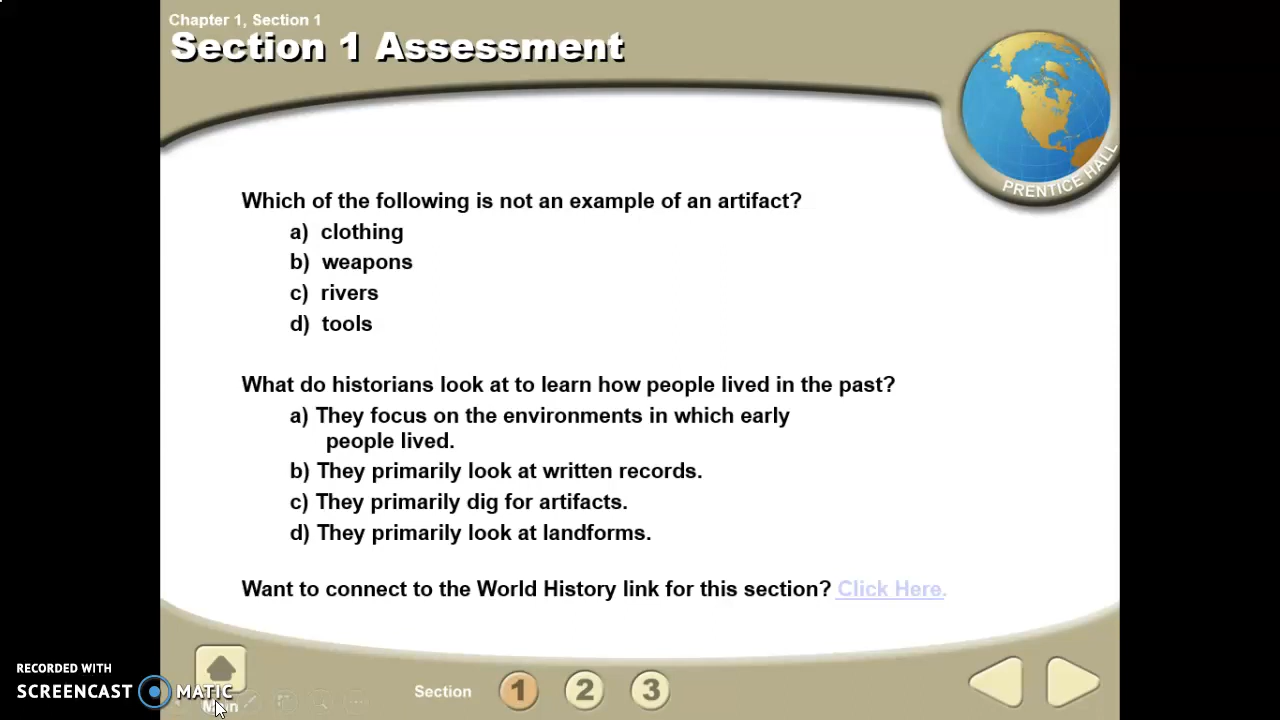 Chapter 1, Section 1
Section 1 Assessment
PRENTICE HALL
Which of the following is not an example of an artifact?
a) clothing
b) weapons
c) rivers
d) tools
What do historians look at to learn how people lived in the past?
a) They focus on the environments in which early
people lived.
b) They primarily look at written records.
c) They primarily dig for artifacts.
d) They primarily look at landforms.
Want to connect to the World History link for this section? Click Here.
RECORDED WITH
SCREENCAST MATIC
Main
Section 1 2 3